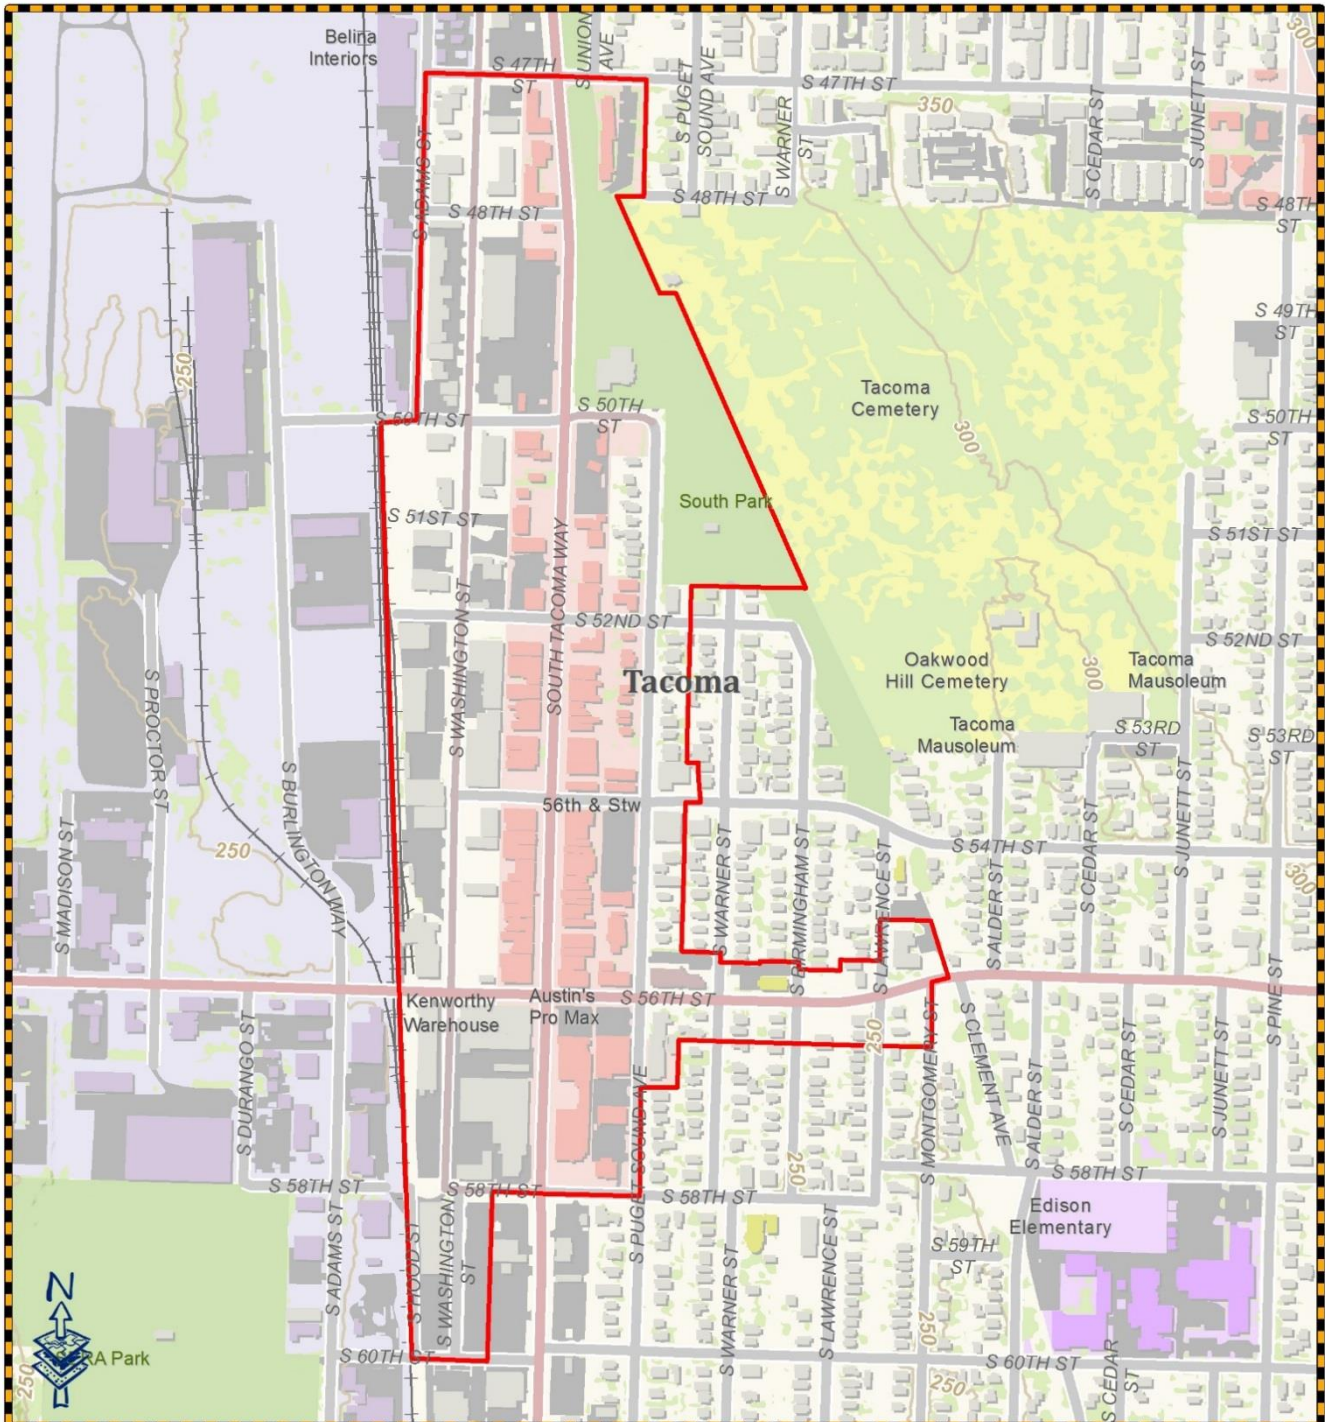 Belina
Interiors
S 47TH
ST
S UNION
AVE
S PUGET
SOUND AVE
S WARNER
ST
S 47TH ST
350
S CEDAR ST
S JUNETT ST
300
S ADAMS ST
S 48TH ST
S 48TH ST
S 48TH
ST
S 49TH
ST
250
Tacoma
Cemetery
300
S 50TH ST
S 50TH
ST
S 50TH
ST
South Park
S 51ST ST
S 51ST ST
SOUTH TACOMA WAY
S WASHINGTON ST
S 52ND ST
S 52ND ST
Tacoma
Oakwood
Hill Cemetery
300
Tacoma
Mausoleum
Tacoma
Mausoleum
S 53RD
ST
S 53RD
ST
S PROCTOR ST
S BURLINGTON WAY
56th & Stw
S MADISON ST
250
S WARNER ST
S BIRMINGHAM ST
S LAWRENCE ST
S 54TH ST
S ALDER ST
S CEDAR ST
S JUNETT ST
300
Kenworthy
Warehouse
Austin's
Pro Max
S 56TH ST
S DURANGO ST
250
S MONTGOMERY ST
S CLEMENT AVE
S ALDER ST
S CEDAR ST
S JUNETT ST
S PINE ST
S PUGET SOUND AVE
250
S 58TH ST
S 58TH ST
S 58TH ST
S 58TH ST
Edison
Elementary
S ADAMS ST
S HOOD ST
S WASHINGTON
ST
S WARNER ST
S LAWRENCE ST
S 59TH
ST
250
N
RA Park
250
S 60TH ST
S 60TH ST
250
S CEDAR
ST